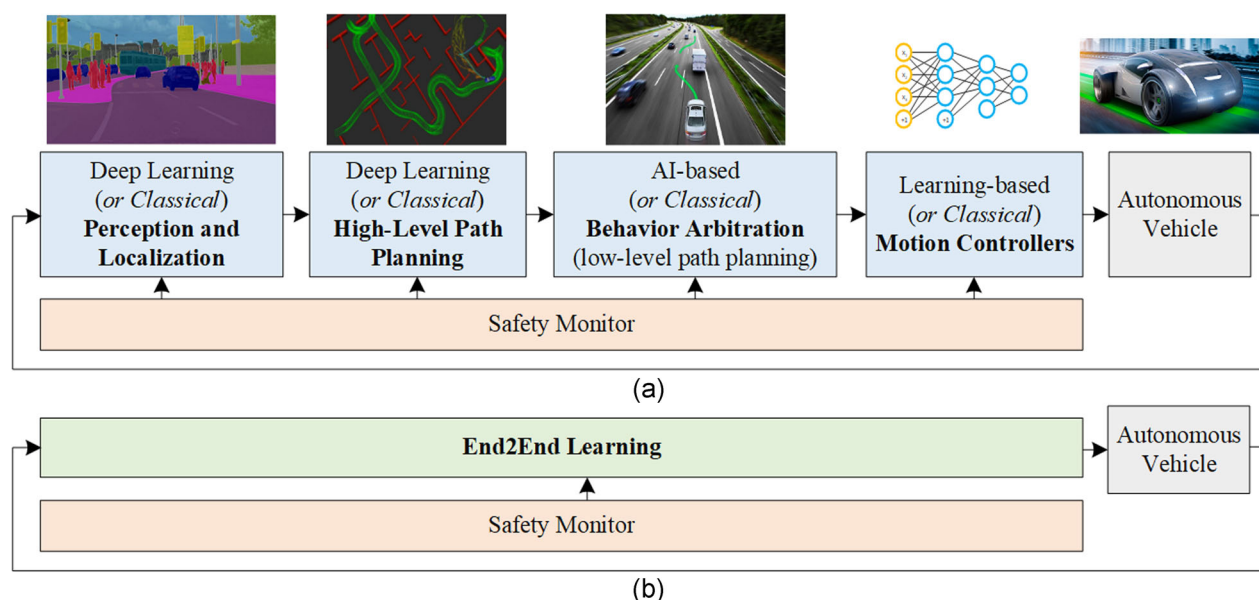 Deep Learning
(or Classical)
Perception and
Localization
Deep Learning
(or Classical)
High-Level Path
Planning
AI-based
(or Classical)
Behavior Arbitration
(low-level path planning)
Learning-based
(or Classical)
Motion Controllers
Autonomous
Vehicle
Safety Monitor
(a)
End2End Learning
Autonomous
Vehicle
Safety Monitor
(b)